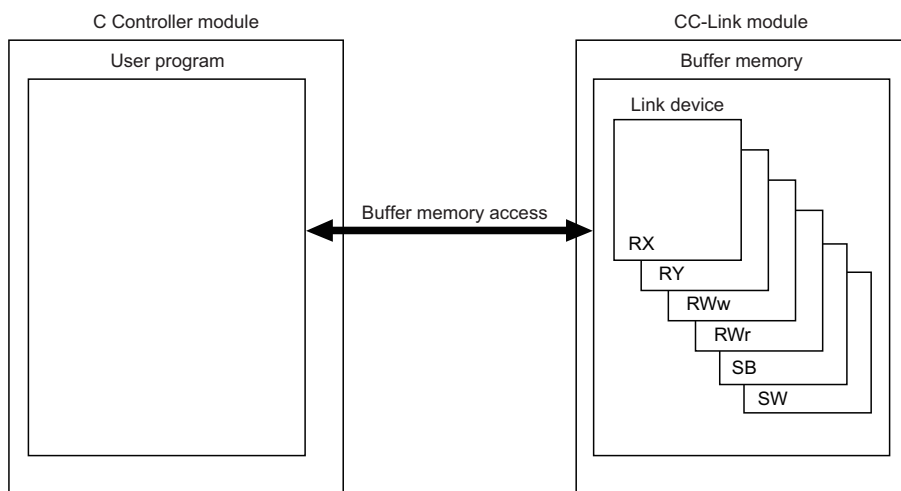 C Controller module
CC-Link module
User program
Buffer memory
Link device
Buffer memory access
RX
RY
RWw
RWr
SB
SW